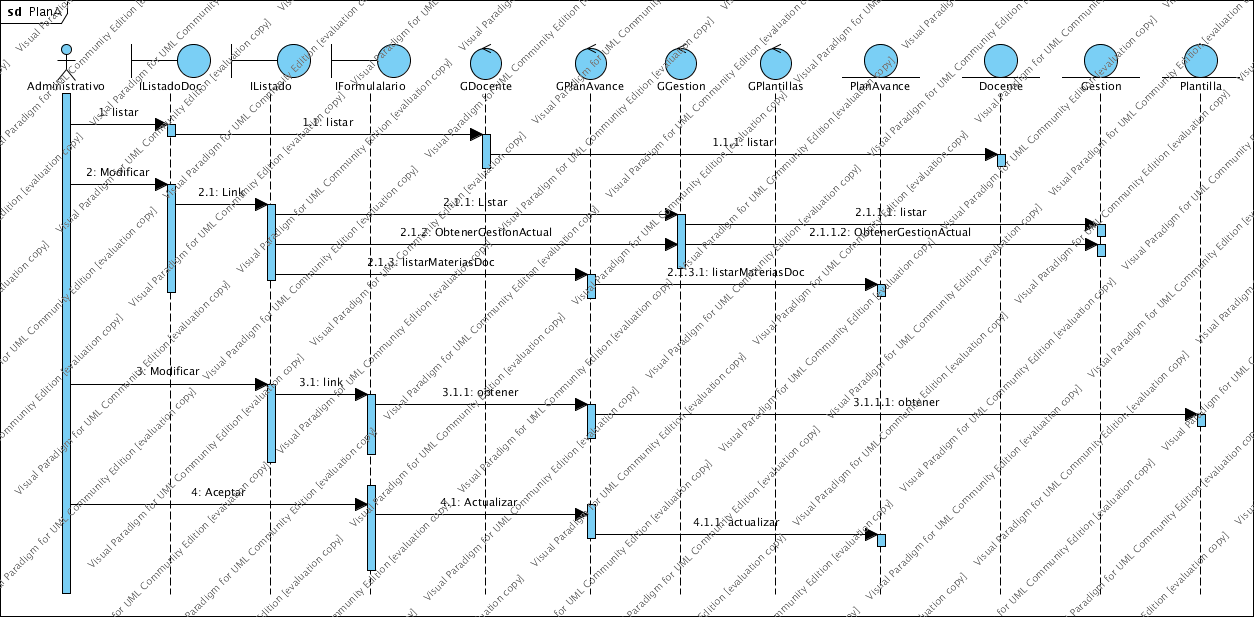 sd PlanA
Administrativo
IListadoDoc
IListado
IFormulalario
GDocente
GPlanAvance
GGestion
GPlantillas
PlanAvance
Docente
Gestion
Plantilla
1: listar
1.1: listar
1.1.1: listar
2: Modificar
2.1: Link
2.1.1: Listar
2.1.1.1: listar
2.1.2: ObtenerGestionActual
2.1.1.2: ObtenerGestionActual
2.1.3: listarMateriasDoc
2.1.3.1: listarMateriasDoc
3: Modificar
3.1: link
3.1.1: obtener
3.1.1.1: obtener
4: Aceptar
4.1: Actualizar
4.1.1: actualizar
Visual Paradigm for UML Community Edition [evaluation copy]